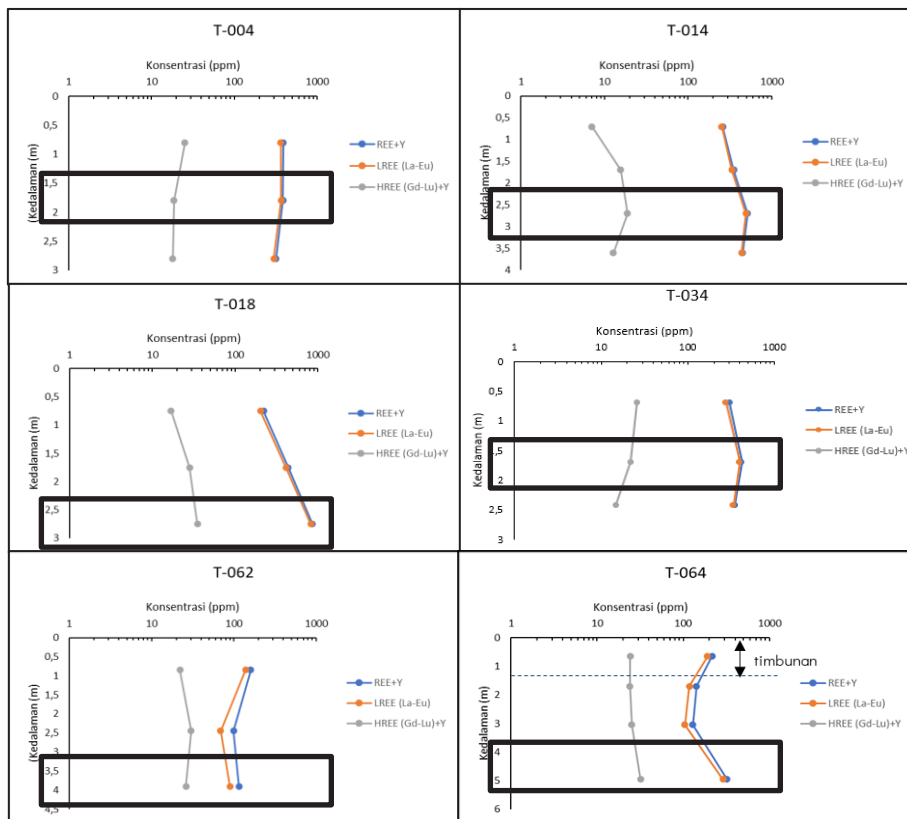 T-004
Konsentrasi (ppm)
1 10 100 1000
0
0,5
1
1,5
2
2,5
3
(Kedalaman (m)
REE+Y
LREE (La-Eu)
HREE (Gd-Lu)+Y
T-014
Konsentrasi (ppm)
1 10 100 1000
0
0,5
1
1,5
2
2,5
3
3,5
4
Kedalaman (m)
REE+Y
LREE (La-Eu)
HREE (Gd-Lu)+Y
T-018
Konsentrasi (ppm)
1 10 100 1000
0
0,5
1
1,5
2
2,5
3
Kedalaman (m)
REE+Y
LREE (La-Eu)
HREE (Gd-Lu)+Y
T-034
Konsentrasi (ppm)
1 10 100 1000
0
0,5
1
1,5
2
2,5
3
Kedalaman (m)
REE+Y
LREE (La-Eu)
HREE (Gd-Lu)+Y
T-062
Konsentrasi (ppm)
1 10 100 1000
0
0,5
1
1,5
2
2,5
3
3,5
4
4,5
(Kedalaman (m)
REE+Y
LREE (La-Eu)
HREE (Gd-Lu)+Y
T-064
Konsentrasi (ppm)
1 10 100 1000
0
1
2
3
4
5
6
Kedalaman (m)
timbunan
REE+Y
LREE (La-Eu)
HREE (Gd-Lu)+Y